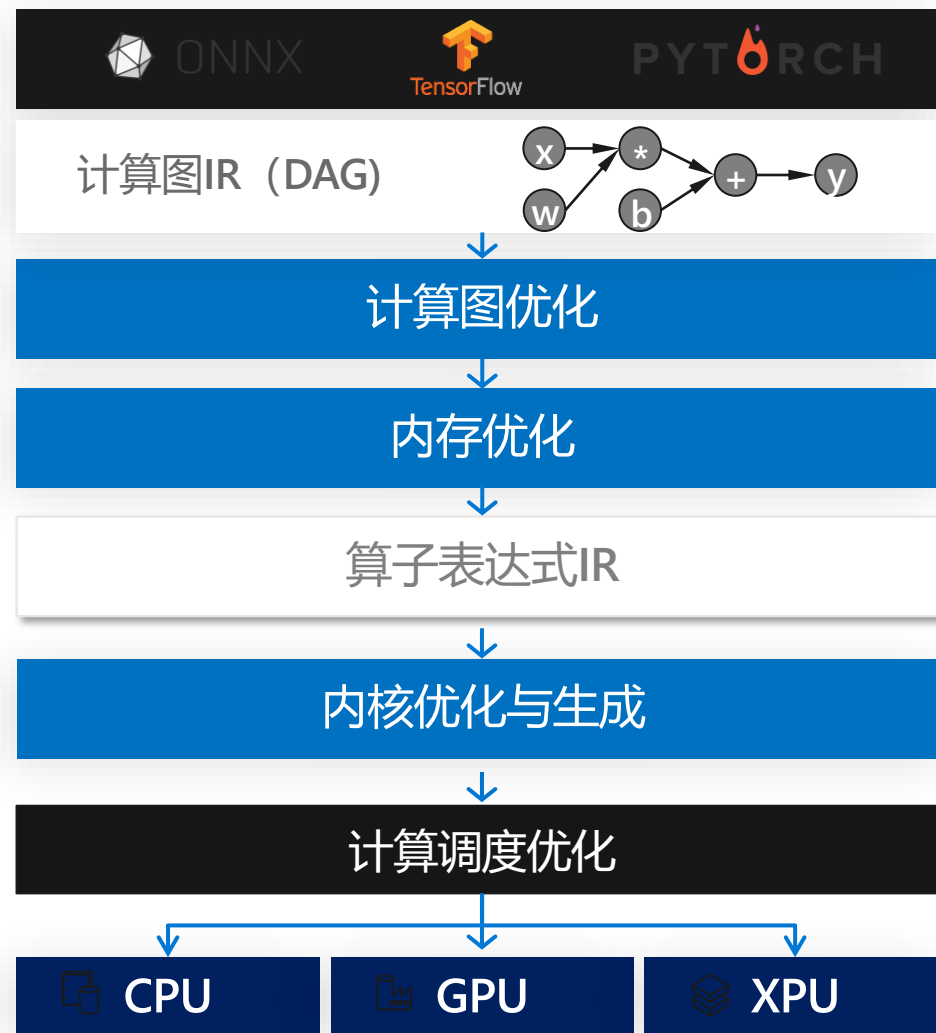 ONNX
TensorFlow
PYTORCH
计算图IR（DAG)
x
*
w
b
+
y
计算图优化
内存优化
算子表达式IR
内核优化与生成
计算调度优化
CPU
GPU
XPU